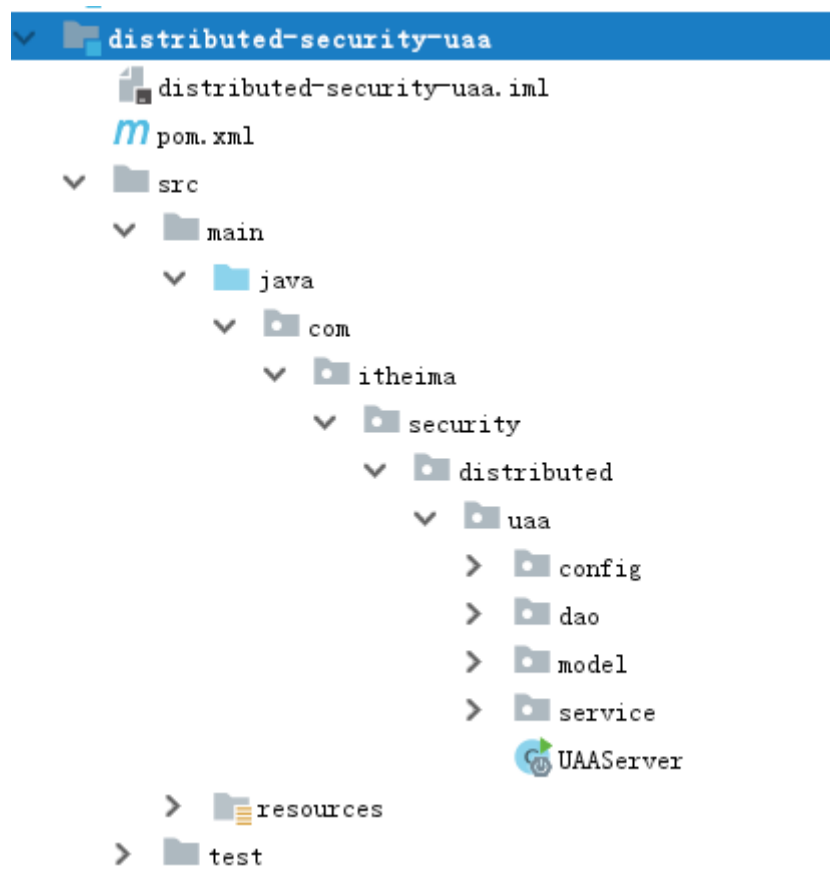 distributed-security-uaa
distributed-security-uaa.iml
pom.xml
src
main
java
com
itheima
security
distributed
uaa
config
dao
model
service
UAAServer
resources
test